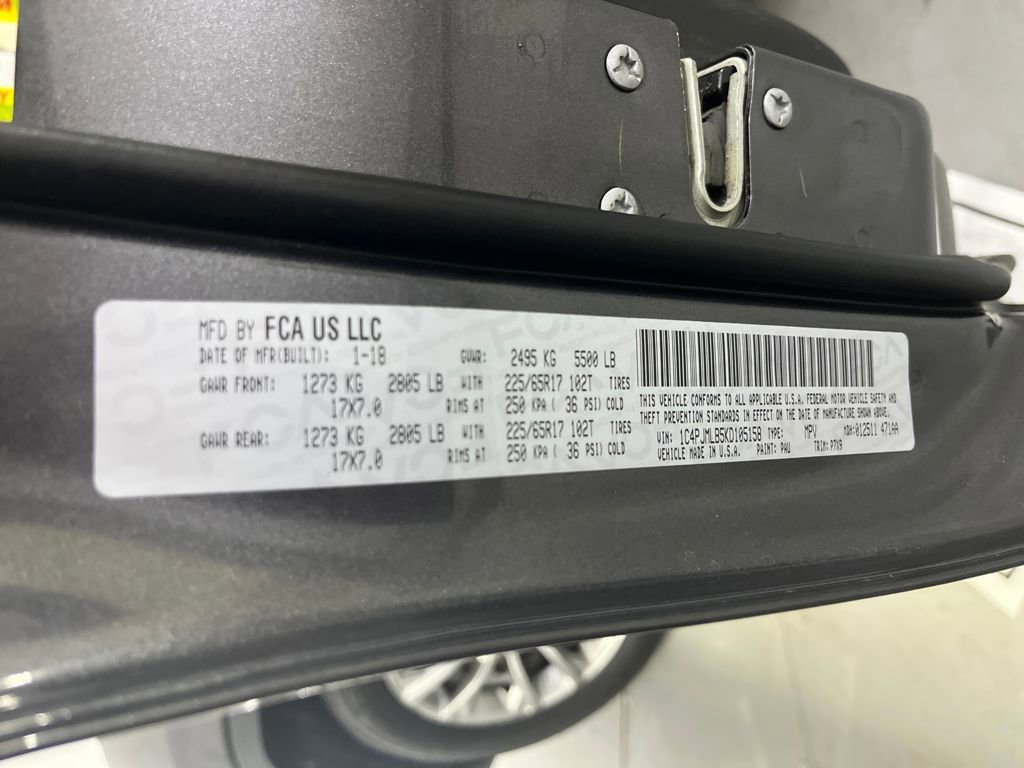 MFD BY FCA US LLC
DATE OF MFR(BUILT): 1-18 GVWR: 2495 KG 5500 LB
GAWR FRONT: 1273 KG 2805 LB WITH 225/65R17 102T TIRES
17X7.0 RIMS AT 250 KPA ( 36 PSI) COLD
GAWR REAR: 1273 KG 2805 LB WITH 225/65R17 102T TIRES
17X7.0 RIMS AT 250 KPA ( 36 PSI) COLD
THIS VEHICLE CONFORMS TO ALL APPLICABLE U.S.A. FEDERAL MOTOR VEHICLE SAFETY AND
THEFT PREVENTION STANDARDS IN EFFECT ON THE DATE OF MANUFACTURE SHOWN ABOVE.
VIN: 1C4PJMLB5KD105158 TYPE: MPV MDH:012511 471AA
VEHICLE MADE IN U.S.A. PAINT: PAU TRIM: